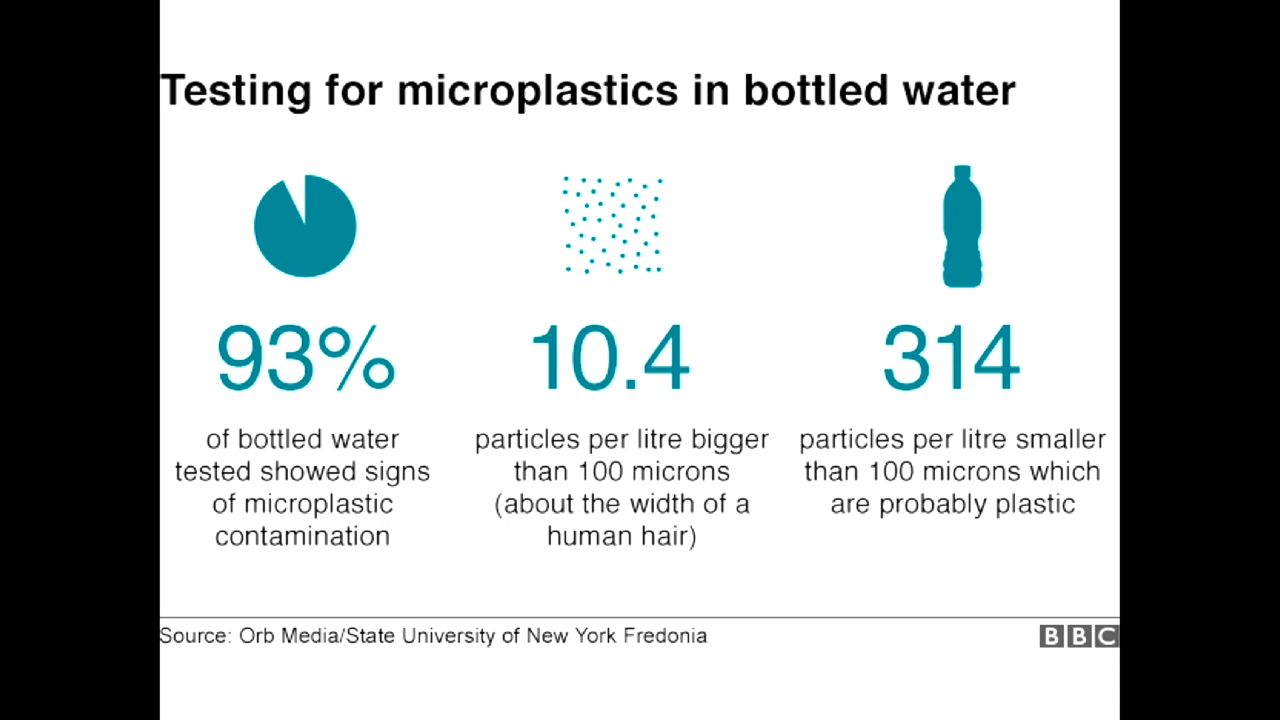 Testing for microplastics in bottled water
93%
of bottled water
tested showed signs
of microplastic
contamination
10.4
particles per litre bigger
than 100 microns
(about the width of a
human hair)
314
particles per litre smaller
than 100 microns which
are probably plastic
Source: Orb Media/State University of New York Fredonia
BBC